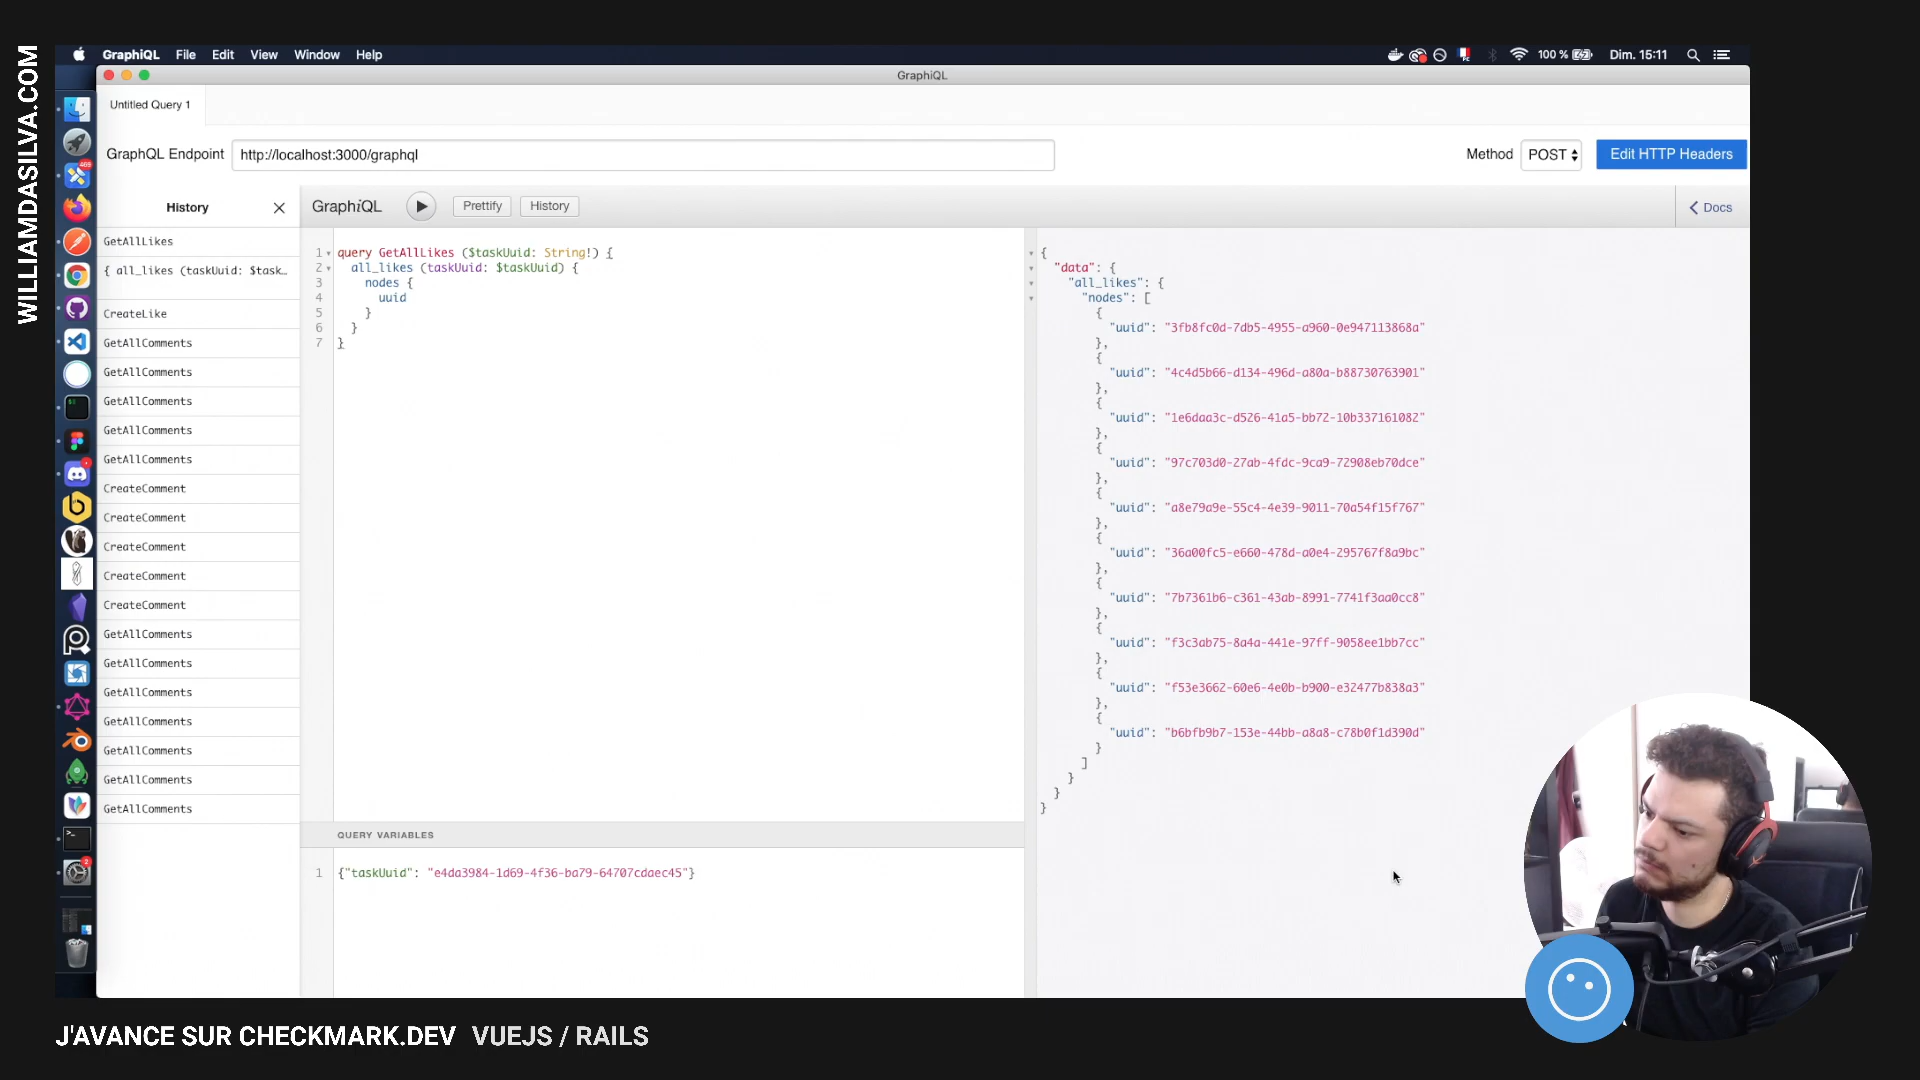 WILLIAMDASILVA.COM
GraphiQL File Edit View Window Help
100 % Dim. 15:11
GraphiQL
Untitled Query 1
GraphQL Endpoint http://localhost:3000/graphql Method POST Edit HTTP Headers
History
GraphiQL Prettify History Docs
GetAllLikes
{ all_likes (taskUuid: $task…
CreateLike
GetAllComments
GetAllComments
GetAllComments
GetAllComments
GetAllComments
CreateComment
CreateComment
CreateComment
CreateComment
CreateComment
GetAllComments
GetAllComments
GetAllComments
GetAllComments
GetAllComments
GetAllComments
GetAllComments
1 query GetAllLikes ($taskUuid: String!) {
2 all_likes (taskUuid: $taskUuid) {
3 nodes {
4 uuid
5 }
6 }
7 }
QUERY VARIABLES
1 {"taskUuid": "e4da3984-1d69-4f36-ba79-64707cdaec45"}
{
"data": {
"all_likes": {
"nodes": [
{
"uuid": "3fb8fc0d-7db5-4955-a960-0e947113868a"
},
{
"uuid": "4c4d5b66-d134-496d-a80a-b88730763901"
},
{
"uuid": "1e6daa3c-d526-41a5-bb72-10b337161082"
},
{
"uuid": "97c703d0-27ab-4fdc-9ca9-72908eb70dce"
},
{
"uuid": "a8e79a9e-55c4-4e39-9011-70a54f15f767"
},
{
"uuid": "36a00fc5-e660-478d-a0e4-295767f8a9bc"
},
{
"uuid": "7b7361b6-c361-43ab-8991-7741f3aa0cc8"
},
{
"uuid": "f3c3ab75-8a4a-441e-97ff-9058ee1bb7cc"
},
{
"uuid": "f53e3662-60e6-4e0b-b900-e32477b838a3"
},
{
"uuid": "b6bfb9b7-153e-44bb-a8a8-c78b0f1d390d"
}
]
}
}
}
J'AVANCE SUR CHECKMARK.DEV VUEJS / RAILS